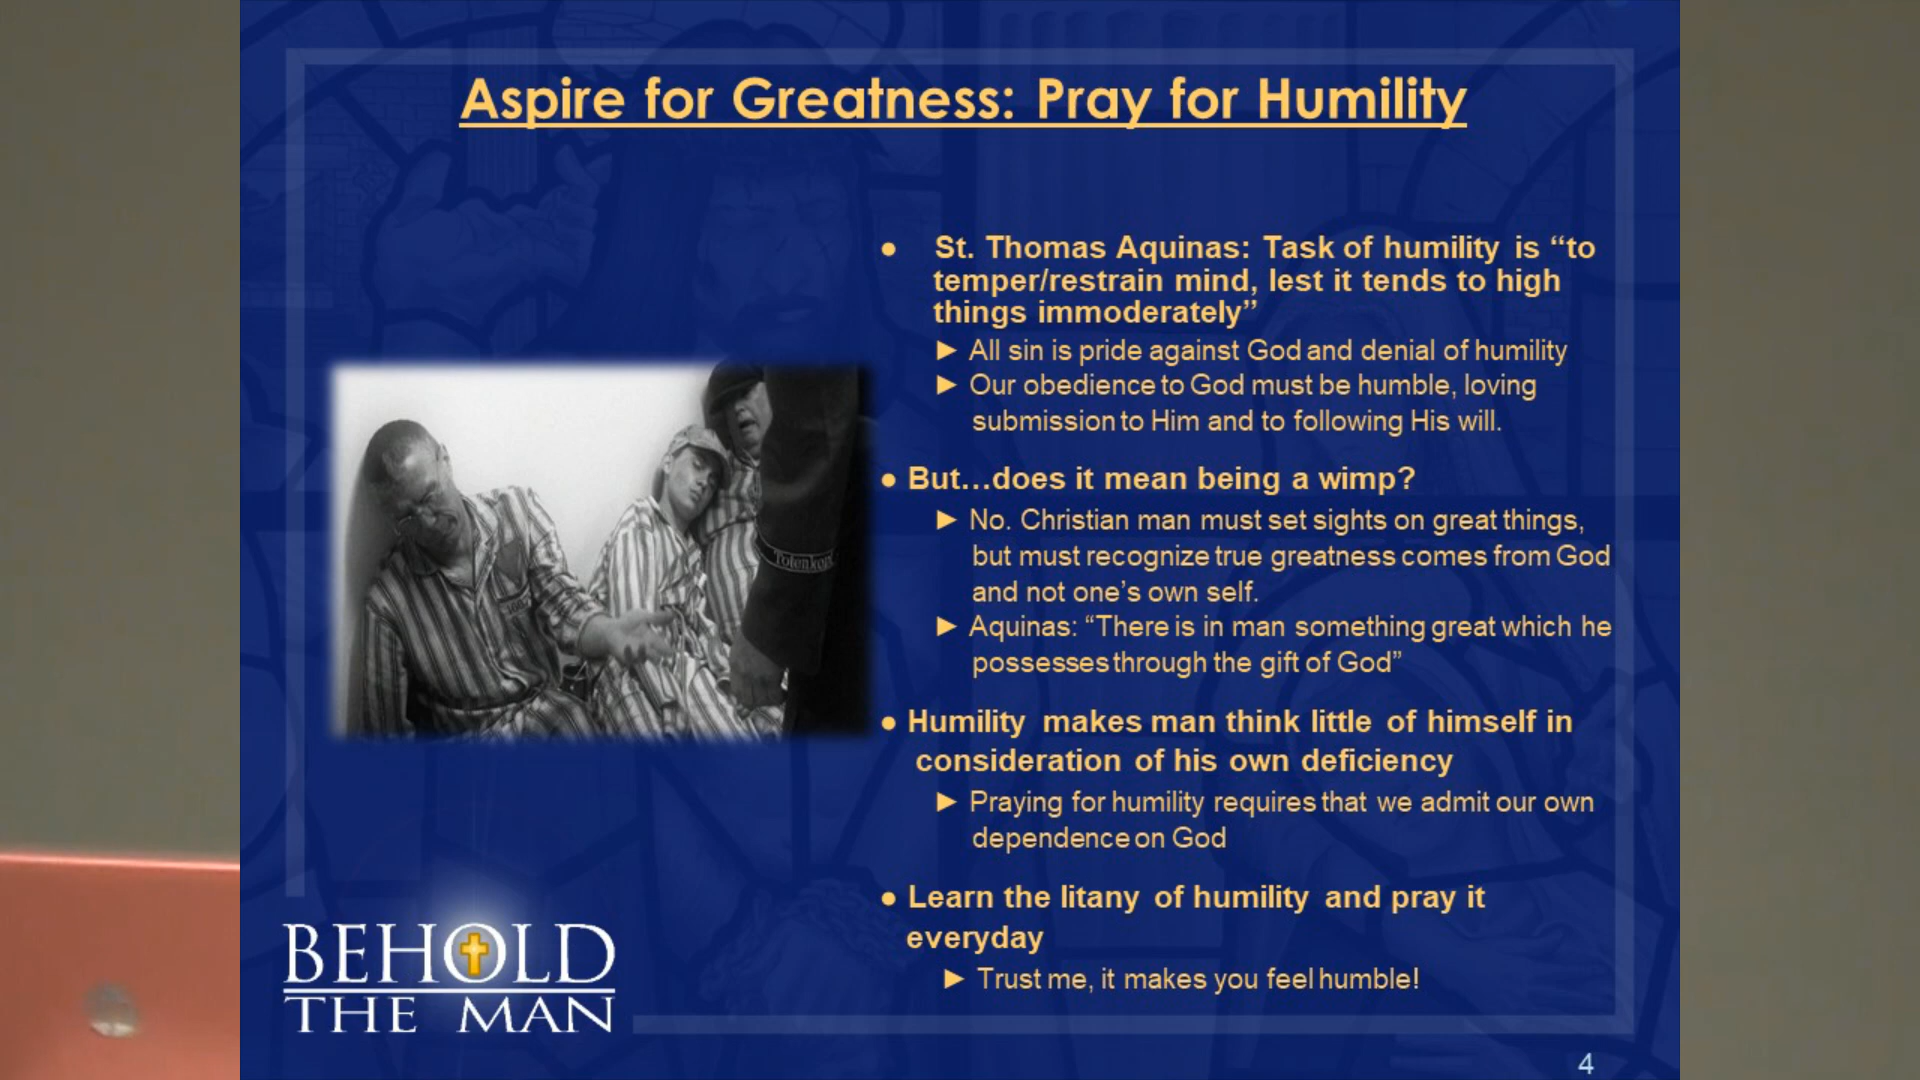 Aspire for Greatness: Pray for Humility
● St. Thomas Aquinas: Task of humility is “to
temper/restrain mind, lest it tends to high
things immoderately”
► All sin is pride against God and denial of humility
► Our obedience to God must be humble, loving
submission to Him and to following His will.
● But…does it mean being a wimp?
► No. Christian man must set sights on great things,
but must recognize true greatness comes from God
and not one’s own self.
► Aquinas: “There is in man something great which he
possesses through the gift of God”
● Humility makes man think little of himself in
consideration of his own deficiency
► Praying for humility requires that we admit our own
dependence on God
● Learn the litany of humility and pray it
everyday
► Trust me, it makes you feel humble!
Totenkopf
BEHOLD
THE MAN
4